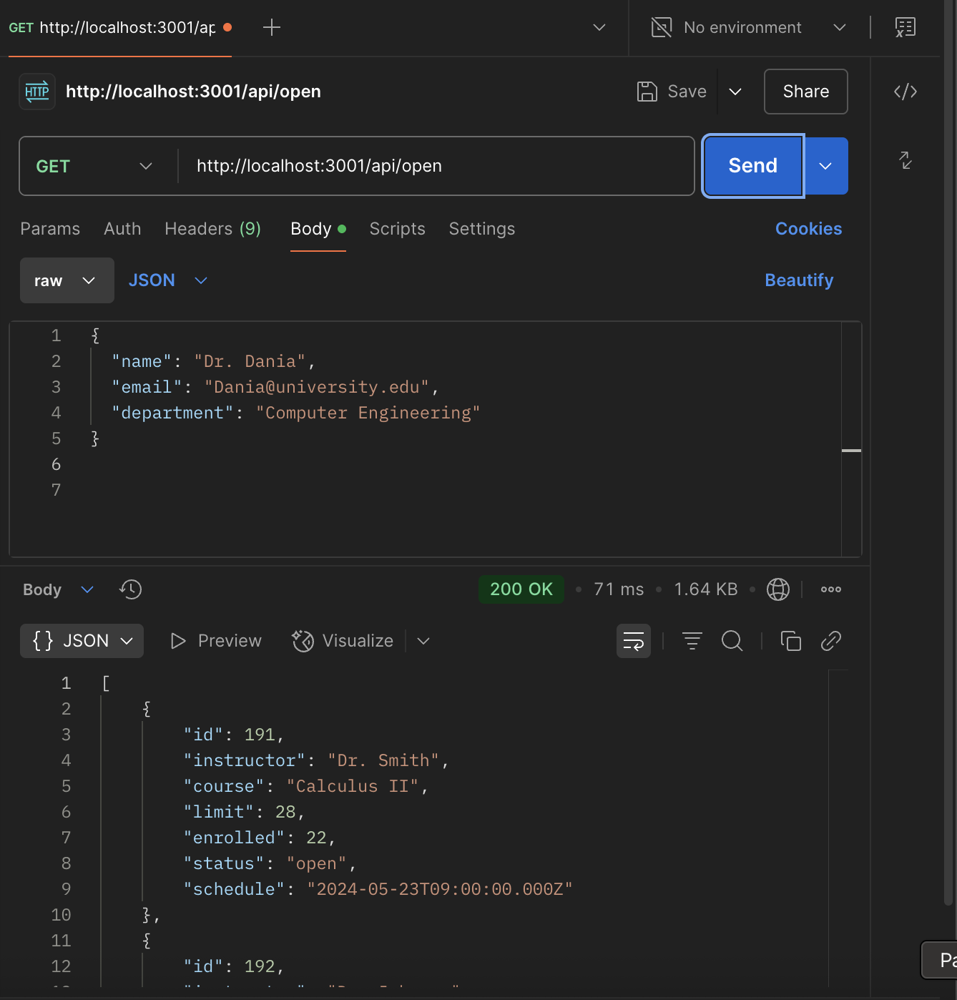 GET http://localhost:3001/ap
No environment
HTTP http://localhost:3001/api/open
Save
Share
GET http://localhost:3001/api/open
Send
Params Auth Headers (9) Body Scripts Settings Cookies
raw JSON Beautify
1 {
2 "name": "Dr. Dania",
3 "email": "Dania@university.edu",
4 "department": "Computer Engineering"
5 }
6
7
Body 200 OK • 71 ms • 1.64 KB
{} JSON Preview Visualize
1 [
2 {
3 "id": 191,
4 "instructor": "Dr. Smith",
5 "course": "Calculus II",
6 "limit": 28,
7 "enrolled": 22,
8 "status": "open",
9 "schedule": "2024-05-23T09:00:00.000Z"
10 },
11 {
12 "id": 192,
Pa